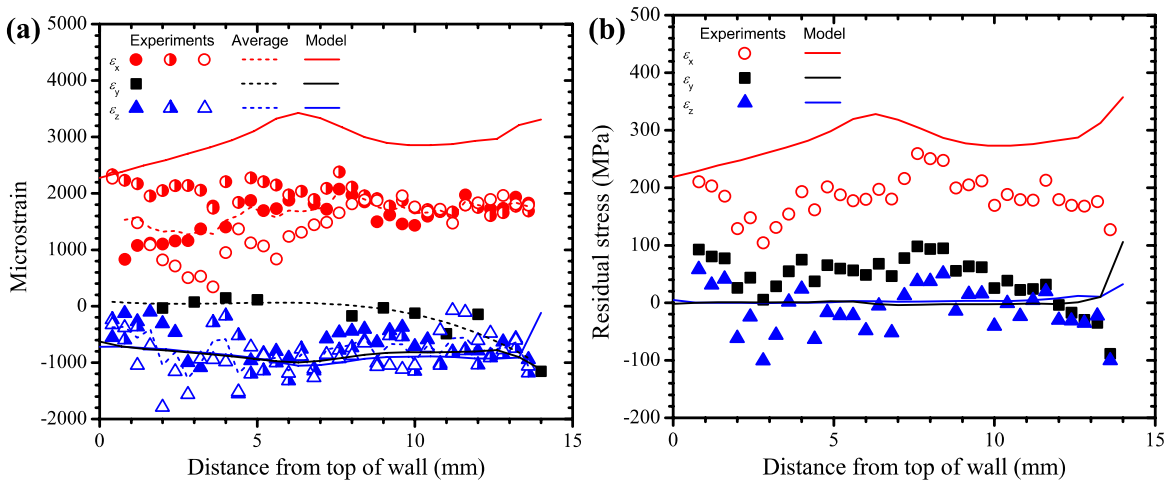 (a)
Experiments Average Model
εx
εy
εz
5000
4000
3000
2000
1000
0
-1000
-2000
Microstrain
0 5 10 15
Distance from top of wall (mm)
(b)
Experiments Model
εx
εy
εz
500
400
300
200
100
0
-100
-200
Residual stress (MPa)
0 5 10 15
Distance from top of wall (mm)